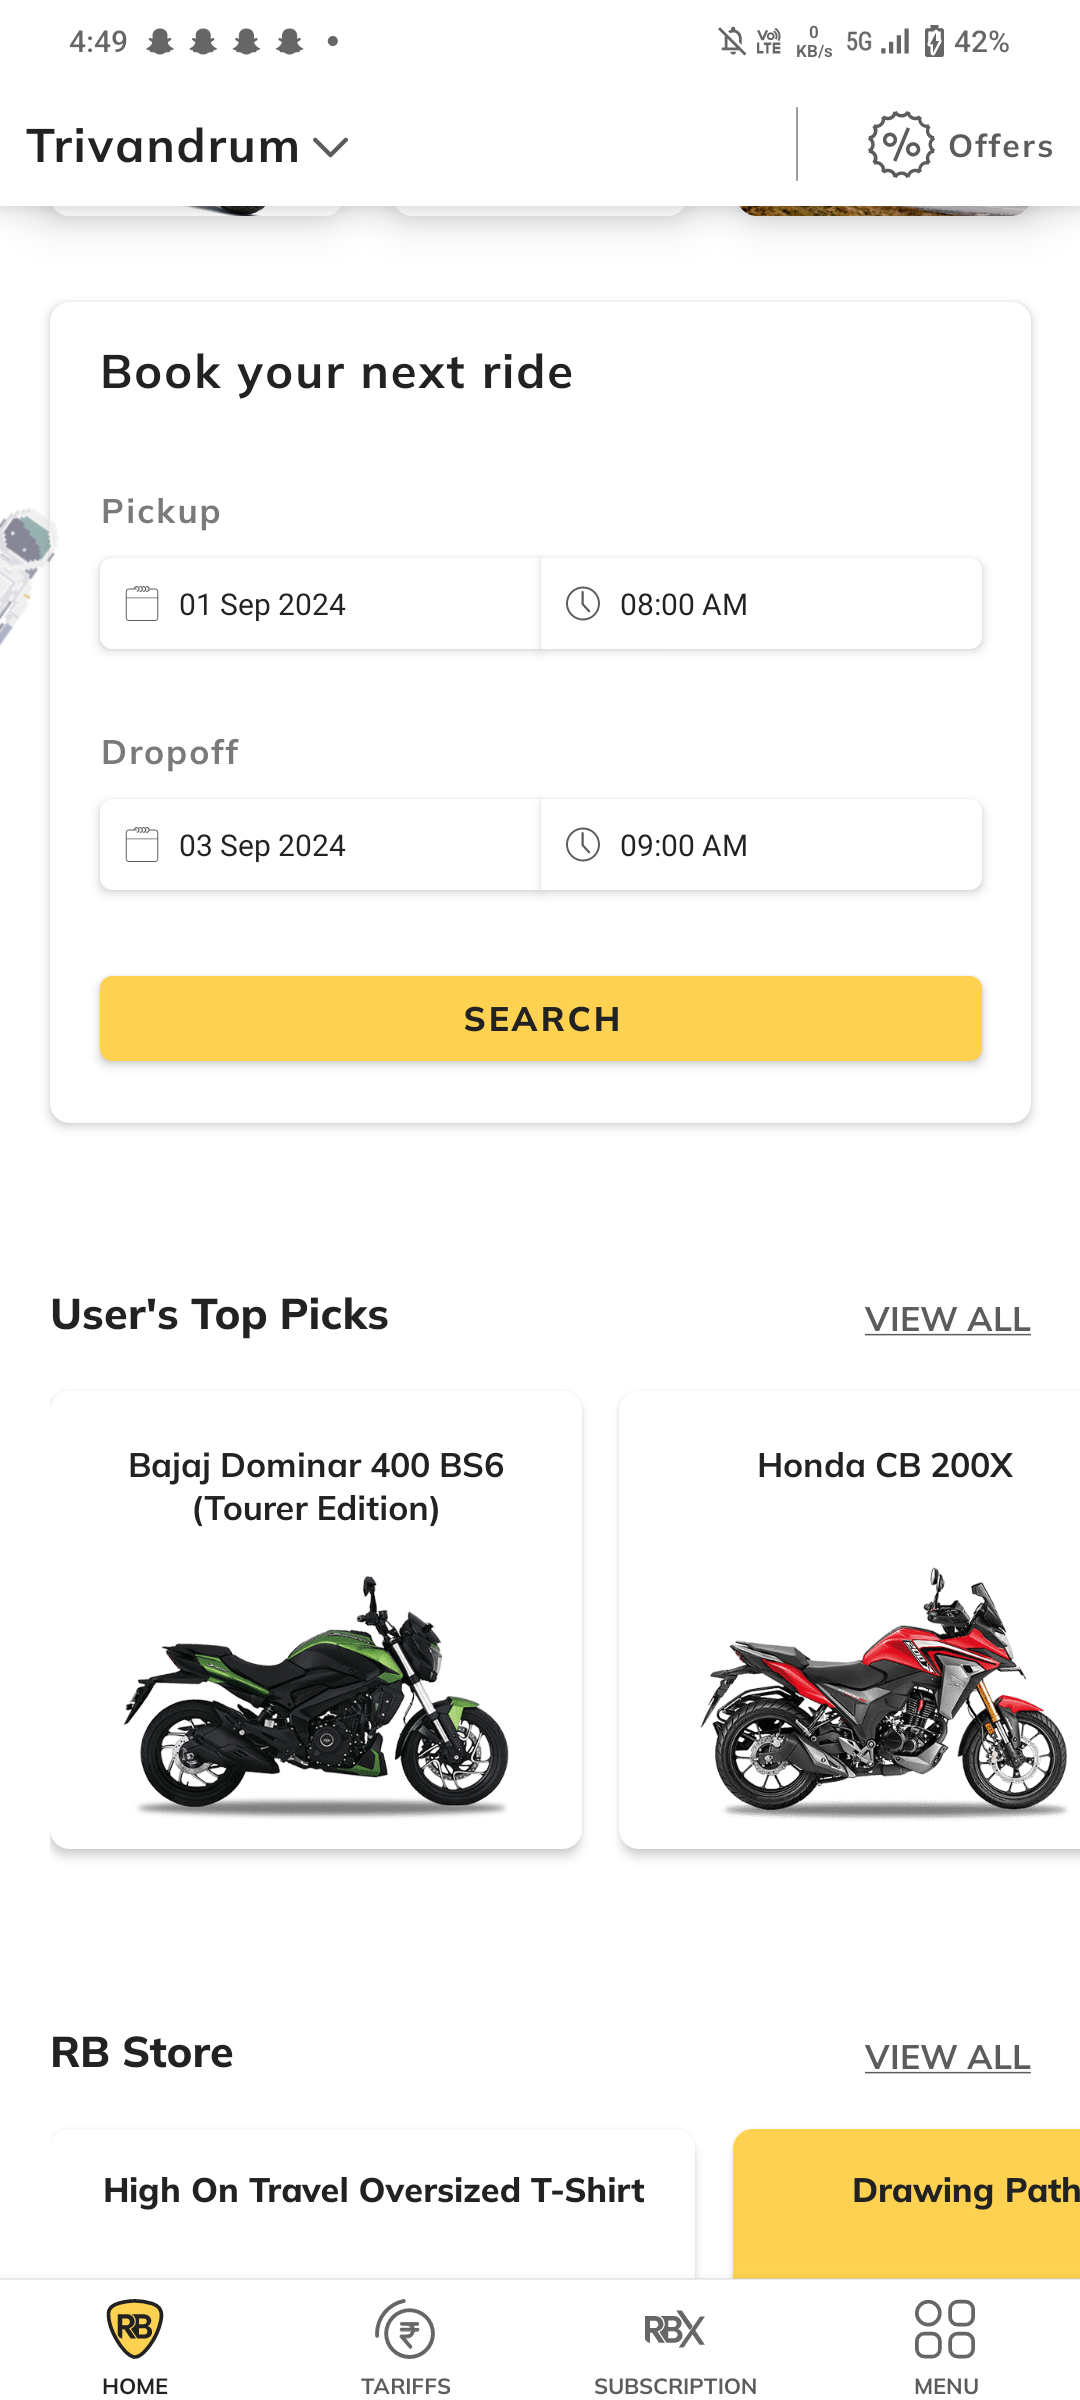 4:49
Vo)) LTE 0 KB/s 5G 42%
Trivandrum
Offers
Book your next ride
Pickup
01 Sep 2024 08:00 AM
Dropoff
03 Sep 2024 09:00 AM
SEARCH
User's Top Picks VIEW ALL
Bajaj Dominar 400 BS6
(Tourer Edition)
Honda CB 200X
RB Store VIEW ALL
High On Travel Oversized T-Shirt
Drawing Path
RB RBX
HOME TARIFFS SUBSCRIPTION MENU